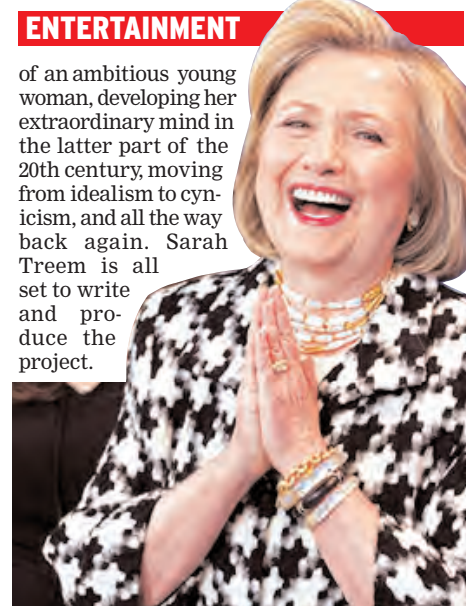 ENTERTAINMENT
of an ambitious young
woman, developing her
extraordinary mind in
the latter part of the
20th century, moving
from idealism to cyn-
icism, and all the way
back again. Sarah
Treem is all
set to write
and pro-
duce the
project.